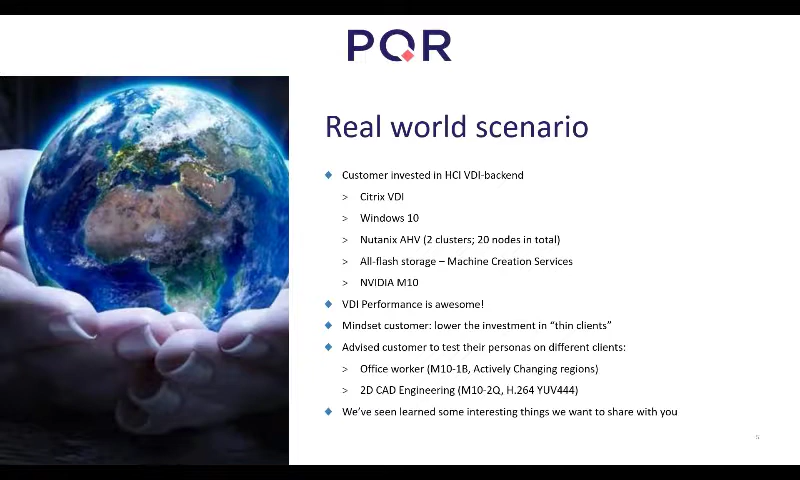 PQR
Real world scenario
Customer invested in HCI VDI-backend
> Citrix VDI
> Windows 10
> Nutanix AHV (2 clusters; 20 nodes in total)
> All-flash storage – Machine Creation Services
> NVIDIA M10
VDI Performance is awesome!
Mindset customer: lower the investment in “thin clients”
Advised customer to test their personas on different clients:
> Office worker (M10-1B, Actively Changing regions)
> 2D CAD Engineering (M10-2Q, H.264 YUV444)
We’ve seen learned some interesting things we want to share with you